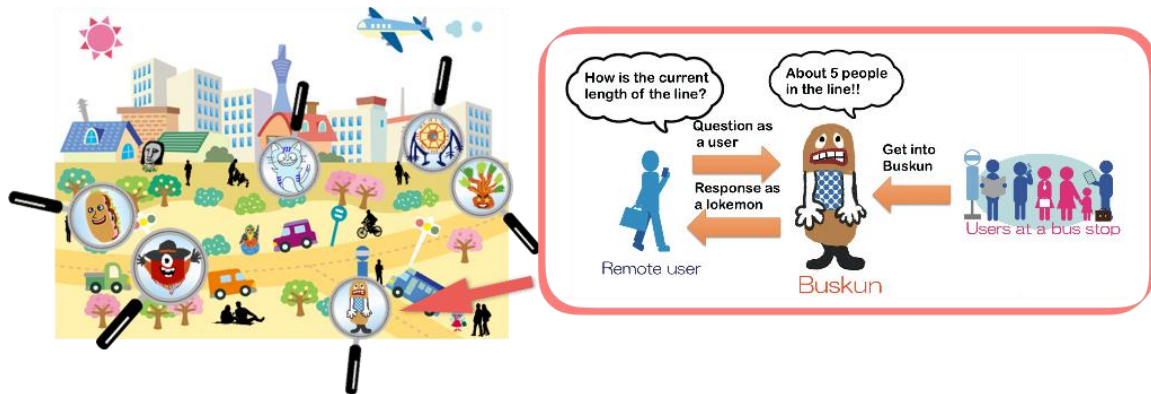 How is the current
length of the line?
About 5 people
in the line!!
Question as
a user
Response as
a lokemon
Get into
Buskun
Remote user
Buskun
Users at a bus stop